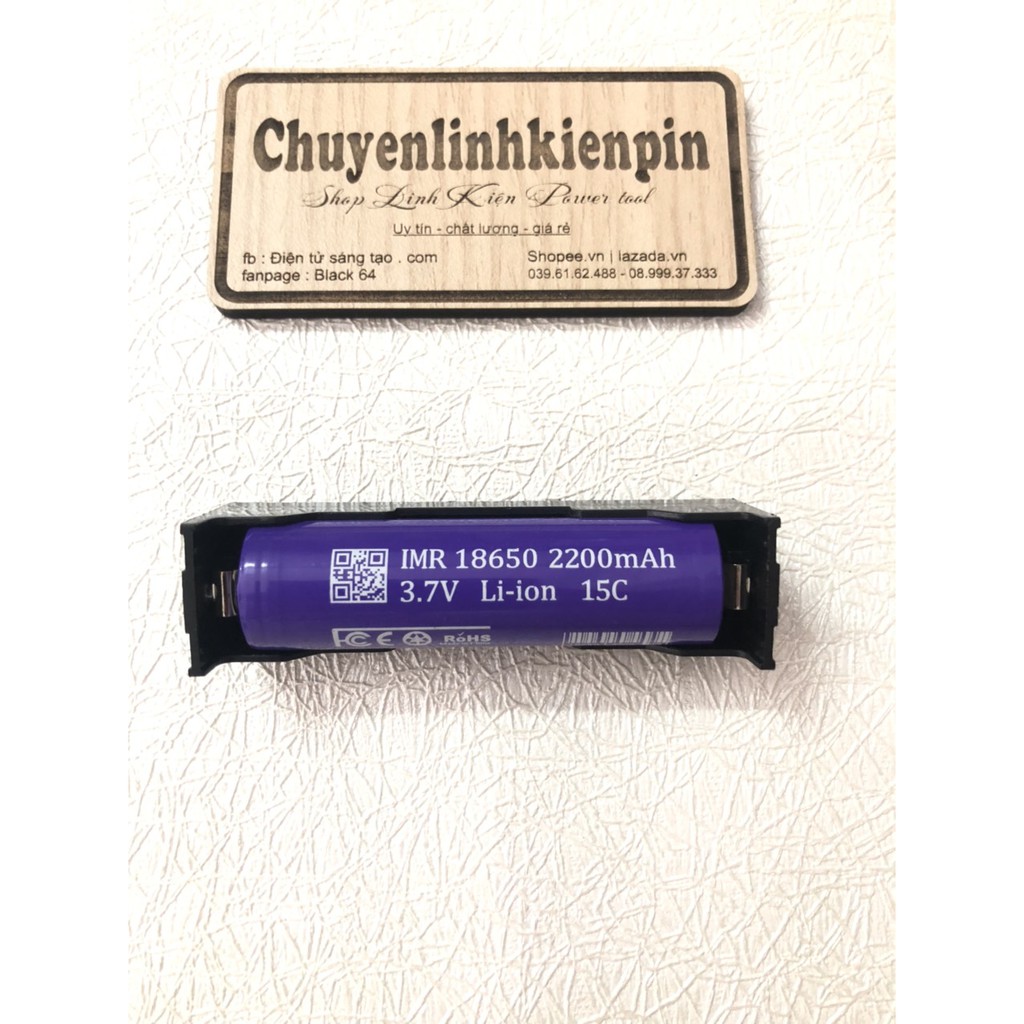 Chuyenlinhkienpin
Shop Linh Kiện Power tool
Uy tín - chất lượng - giá rẻ
fb : Điện tử sáng tạo . com
fanpage : Black 64
Shopee.vn | lazada.vn
039.61.62.488 - 08.999.37.333
IMR 18650 2200mAh
3.7V Li-ion 15C
FC CE RoHS